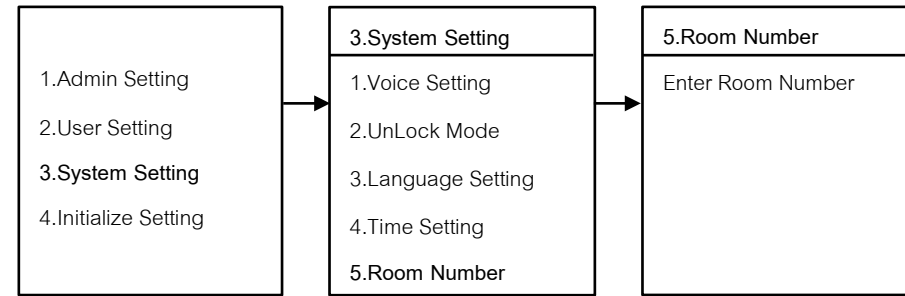 1.Admin Setting
2.User Setting
3.System Setting
4.Initialize Setting
3.System Setting
1.Voice Setting
2.UnLock Mode
3.Language Setting
4.Time Setting
5.Room Number
5.Room Number
Enter Room Number